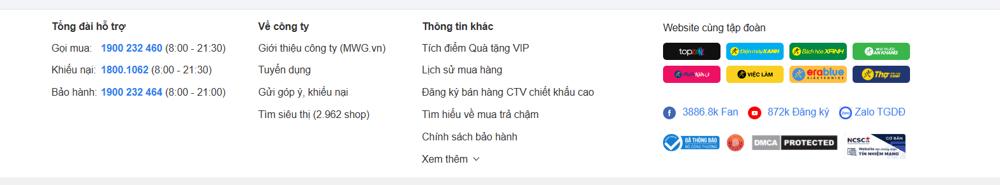 Tổng đài hỗ trợ
Gọi mua: 1900 232 460 (8:00 - 21:30)
Khiếu nại: 1800.1062 (8:00 - 21:30)
Bảo hành: 1900 232 464 (8:00 - 21:00)
Về công ty
Giới thiệu công ty (MWG.vn)
Tuyển dụng
Gửi góp ý, khiếu nại
Tìm siêu thị (2.962 shop)
Thông tin khác
Tích điểm Quà tặng VIP
Lịch sử mua hàng
Đăng ký bán hàng CTV chiết khấu cao
Tìm hiểu về mua trả chậm
Chính sách bảo hành
Xem thêm
Website cùng tập đoàn
topzone
Điện máy XANH
Bách hóa XANH
NHÀ THUỐC
AN KHANG
AVAKids
VIỆC LÀM
erablue
ELECTRONICS
Thợ XANH
3886.8k Fan
872k Đăng ký
Zalo
Zalo TGDĐ
ĐÃ THÔNG BÁO
BỘ CÔNG THƯƠNG
DMCA PROTECTED
NCSC
CƠ BẢN
Website đạt chứng nhận
TÍN NHIỆM MẠNG